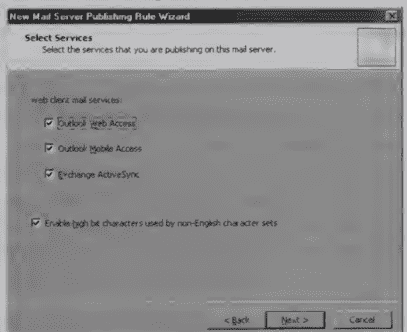 New Mail Server Publishing Rule Wizard
Select Services
Select the services that you are publishing on this mail server.
Web client mail services:
Outlook Web Access
Outlook Mobile Access
Exchange ActiveSync
Enable high bit characters used by non-English character sets
< Back
Next >
Cancel